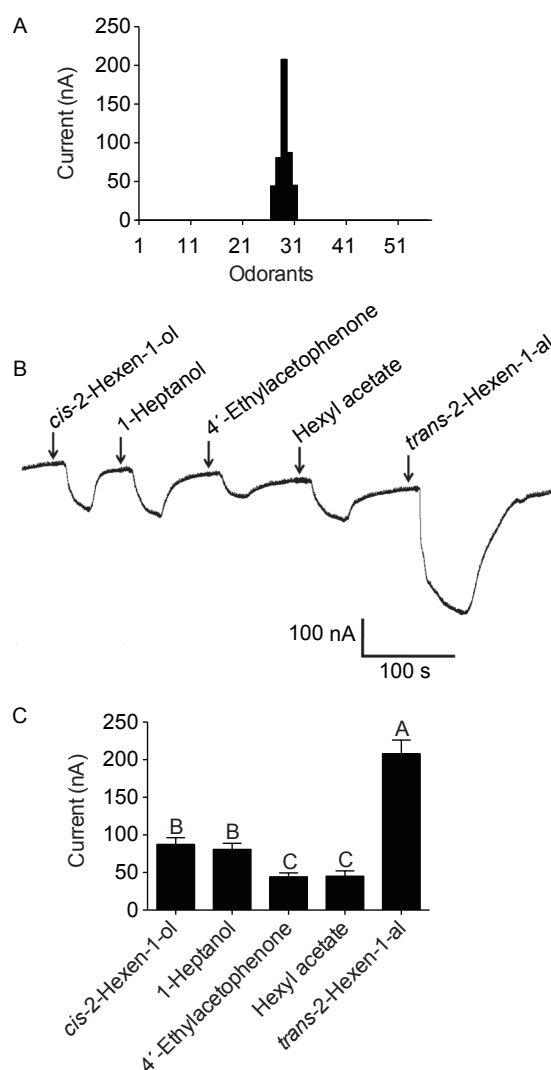 A
250
200
150
100
50
0
Current (nA)
1 11 21 31 41 51
Odorants
B
cis-2-Hexen-1-ol
1-Heptanol
4´-Ethylacetophenone
Hexyl acetate
trans-2-Hexen-1-al
100 nA
100 s
C
250
200
150
100
50
0
Current (nA)
B B C C A
cis-2-Hexen-1-ol
1-Heptanol
4´-Ethylacetophenone
Hexyl acetate
trans-2-Hexen-1-al